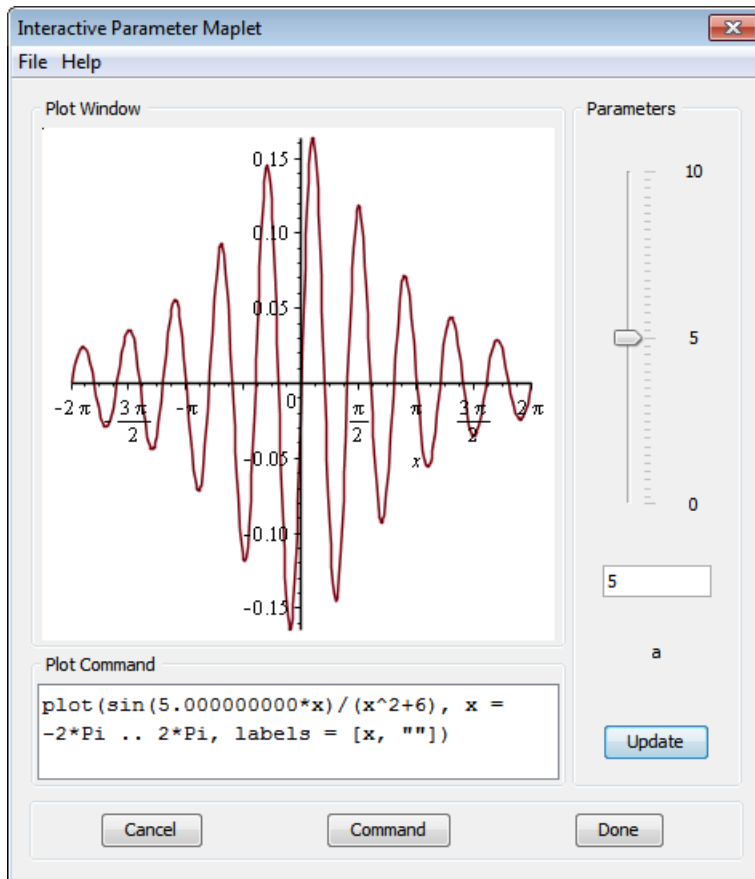 Interactive Parameter Maplet
File Help
Plot Window
0.15
0.10
0.05
0
-0.05
-0.10
-0.15
-2 π
- 3 π / 2
-π
π / 2
π
3 π / 2
2 π
x
Parameters
10
5
0
5
a
Update
Plot Command
plot(sin(5.000000000*x)/(x^2+6), x =
-2*Pi .. 2*Pi, labels = [x, ""])
Cancel Command Done